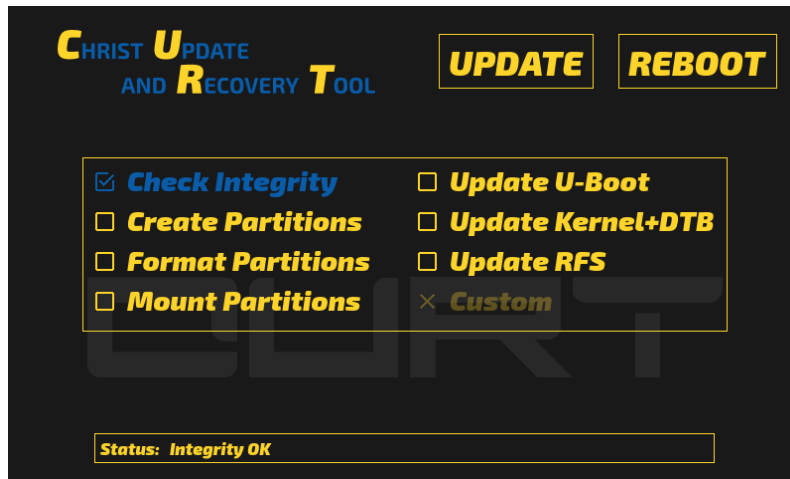 Christ Update
and Recovery Tool
UPDATE
REBOOT
Check Integrity
Create Partitions
Format Partitions
Mount Partitions
Update U-Boot
Update Kernel+DTB
Update RFS
Custom
CURT
Status: Integrity OK